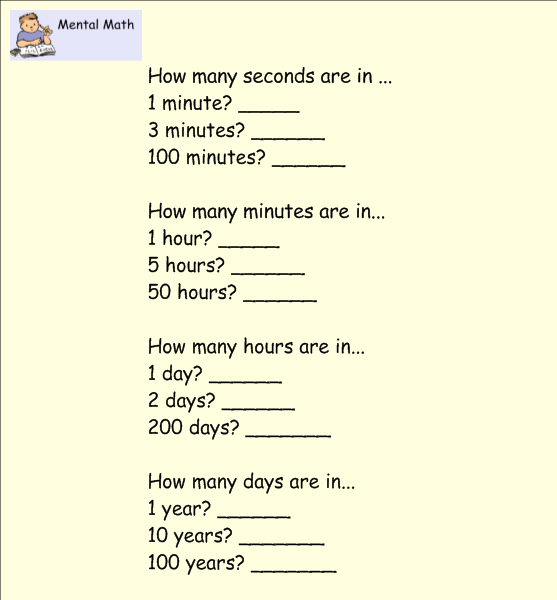 Mental Math
How many seconds are in ...
1 minute? _____
3 minutes? ______
100 minutes? ______
How many minutes are in...
1 hour? _____
5 hours? ______
50 hours? ______
How many hours are in...
1 day? ______
2 days? ______
200 days? _______
How many days are in...
1 year? ______
10 years? _______
100 years? _______